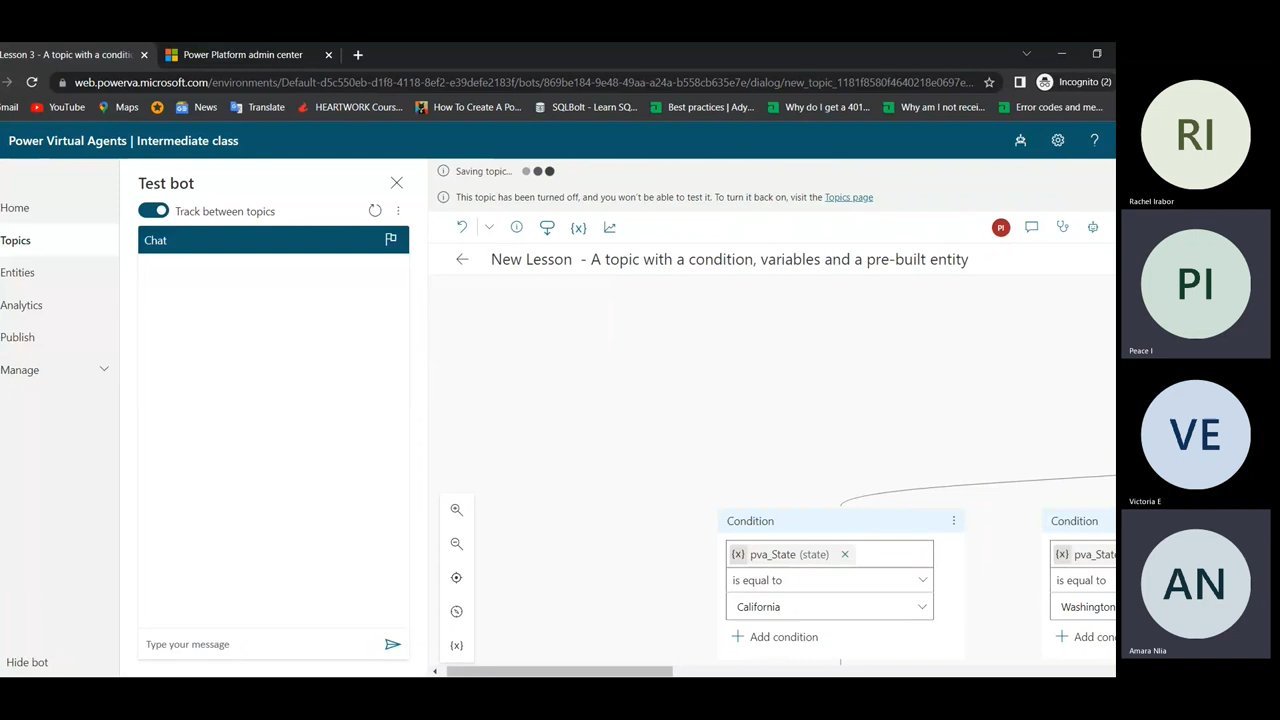 Lesson 3 - A topic with a conditi
Power Platform admin center
web.powerva.microsoft.com/environments/Default-d5c550eb-d1f8-4118-8ef2-e39defe2183f/bots/869be184-9e48-49aa-a24a-b558cb635e7e/dialog/new_topic_1181f8580f4640218e0697e...
Incognito (2)
mail
YouTube
Maps
News
Translate
HEARTWORK Cours...
How To Create A Po...
SQLBolt - Learn SQ...
Best practices | Ady...
Why do I get a 401...
Why am I not recei...
Error codes and me...
Power Virtual Agents | Intermediate class
Home
Topics
Entities
Analytics
Publish
Manage
Hide bot
Test bot
Track between topics
Chat
Type your message
Saving topic...
This topic has been turned off, and you won't be able to test it. To turn it back on, visit the Topics page
{x}
PI
New Lesson - A topic with a condition, variables and a pre-built entity
{x}
Condition
{x} pva_State (state)
is equal to
California
Add condition
Condition
{x} pva_Stat
is equal to
Washington
Add con
RI
Rachel Irabor
PI
Peace I
VE
Victoria E
AN
Amara Nlia